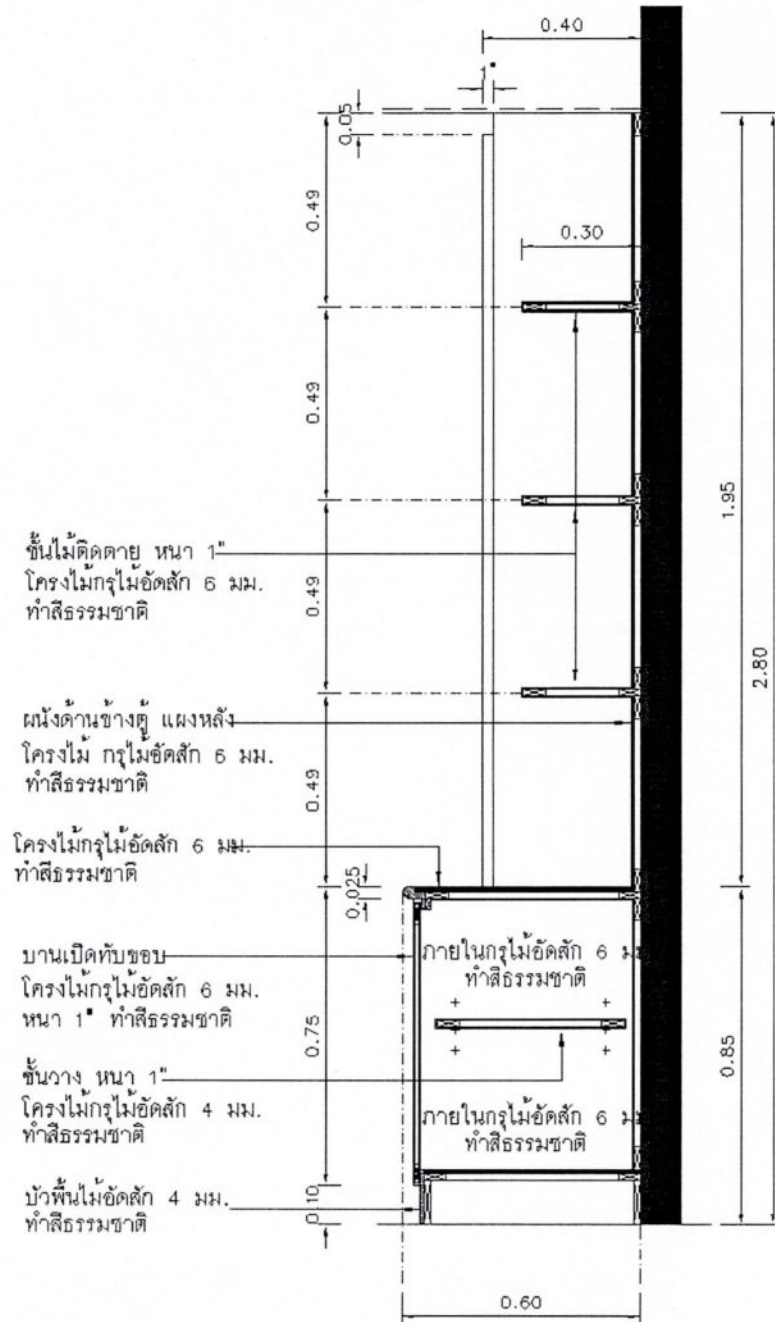 0.40
1"
0.05
0.49
0.30
0.49
1.95
ชั้นไม้ติดตาย หนา 1"
โครงไม้กรุไม้อัดสัก 6 มม.
ทำสีธรรมชาติ
0.49
2.80
ผนังด้านข้างตู้ แผงหลัง
โครงไม้ กรุไม้อัดสัก 6 มม.
ทำสีธรรมชาติ
0.49
โครงไม้กรุไม้อัดสัก 6 มม.
ทำสีธรรมชาติ
0.025
บานเปิดทับขอบ
โครงไม้กรุไม้อัดสัก 6 มม.
หนา 1" ทำสีธรรมชาติ
ภายในกรุไม้อัดสัก 6 มม
ทำสีธรรมชาติ
0.75
0.85
ชั้นวาง หนา 1"
โครงไม้กรุไม้อัดสัก 4 มม.
ทำสีธรรมชาติ
ภายในกรุไม้อัดสัก 6 มม
ทำสีธรรมชาติ
บัวพื้นไม้อัดสัก 4 มม.
ทำสีธรรมชาติ
0.10
0.60